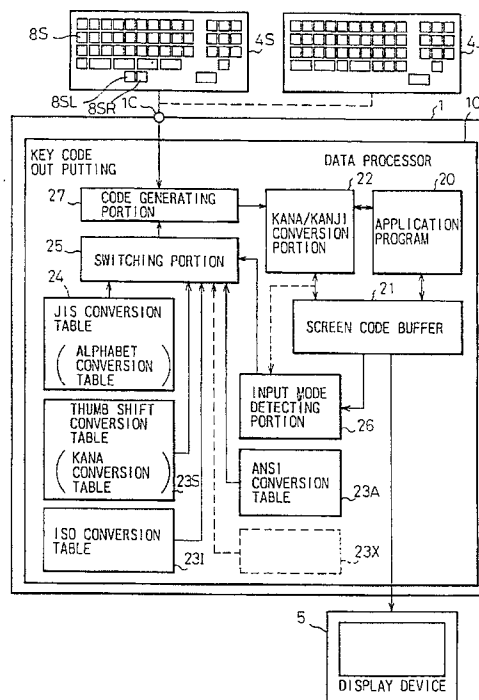 8S
4S
4J
8SL
8SR
1C
1
10
KEY CODE
OUT PUTTING
DATA PROCESSOR
27
CODE GENERATING
PORTION
22
KANA/KANJI
CONVERSION
PORTION
20
APPLICATION
PROGRAM
25
SWITCHING PORTION
24
JIS CONVERSION
TABLE
( ALPHABET
CONVERSION
TABLE )
21
SCREEN CODE BUFFER
THUMB SHIFT
CONVERSION
TABLE
( KANA
CONVERSION
TABLE )
23S
INPUT MODE
DETECTING
PORTION
26
ANSI
CONVERSION
TABLE
23A
ISO CONVERSION
TABLE
23I
23X
5
DISPLAY DEVICE